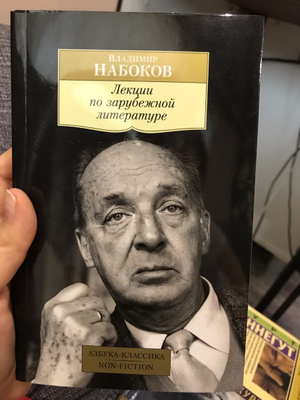 ВЛАДИМИР
НАБОКОВ
Лекции
по зарубежной
литературе
АЗБУКА-КЛАССИКА
NON-FICTION